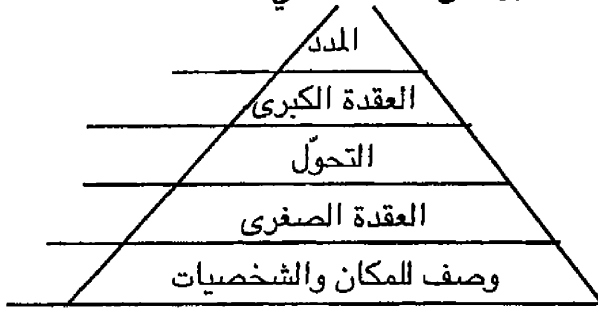 المدد
العقدة الكبرى
التحوّل
العقدة الصغرى
وصف للمكان والشخصيات